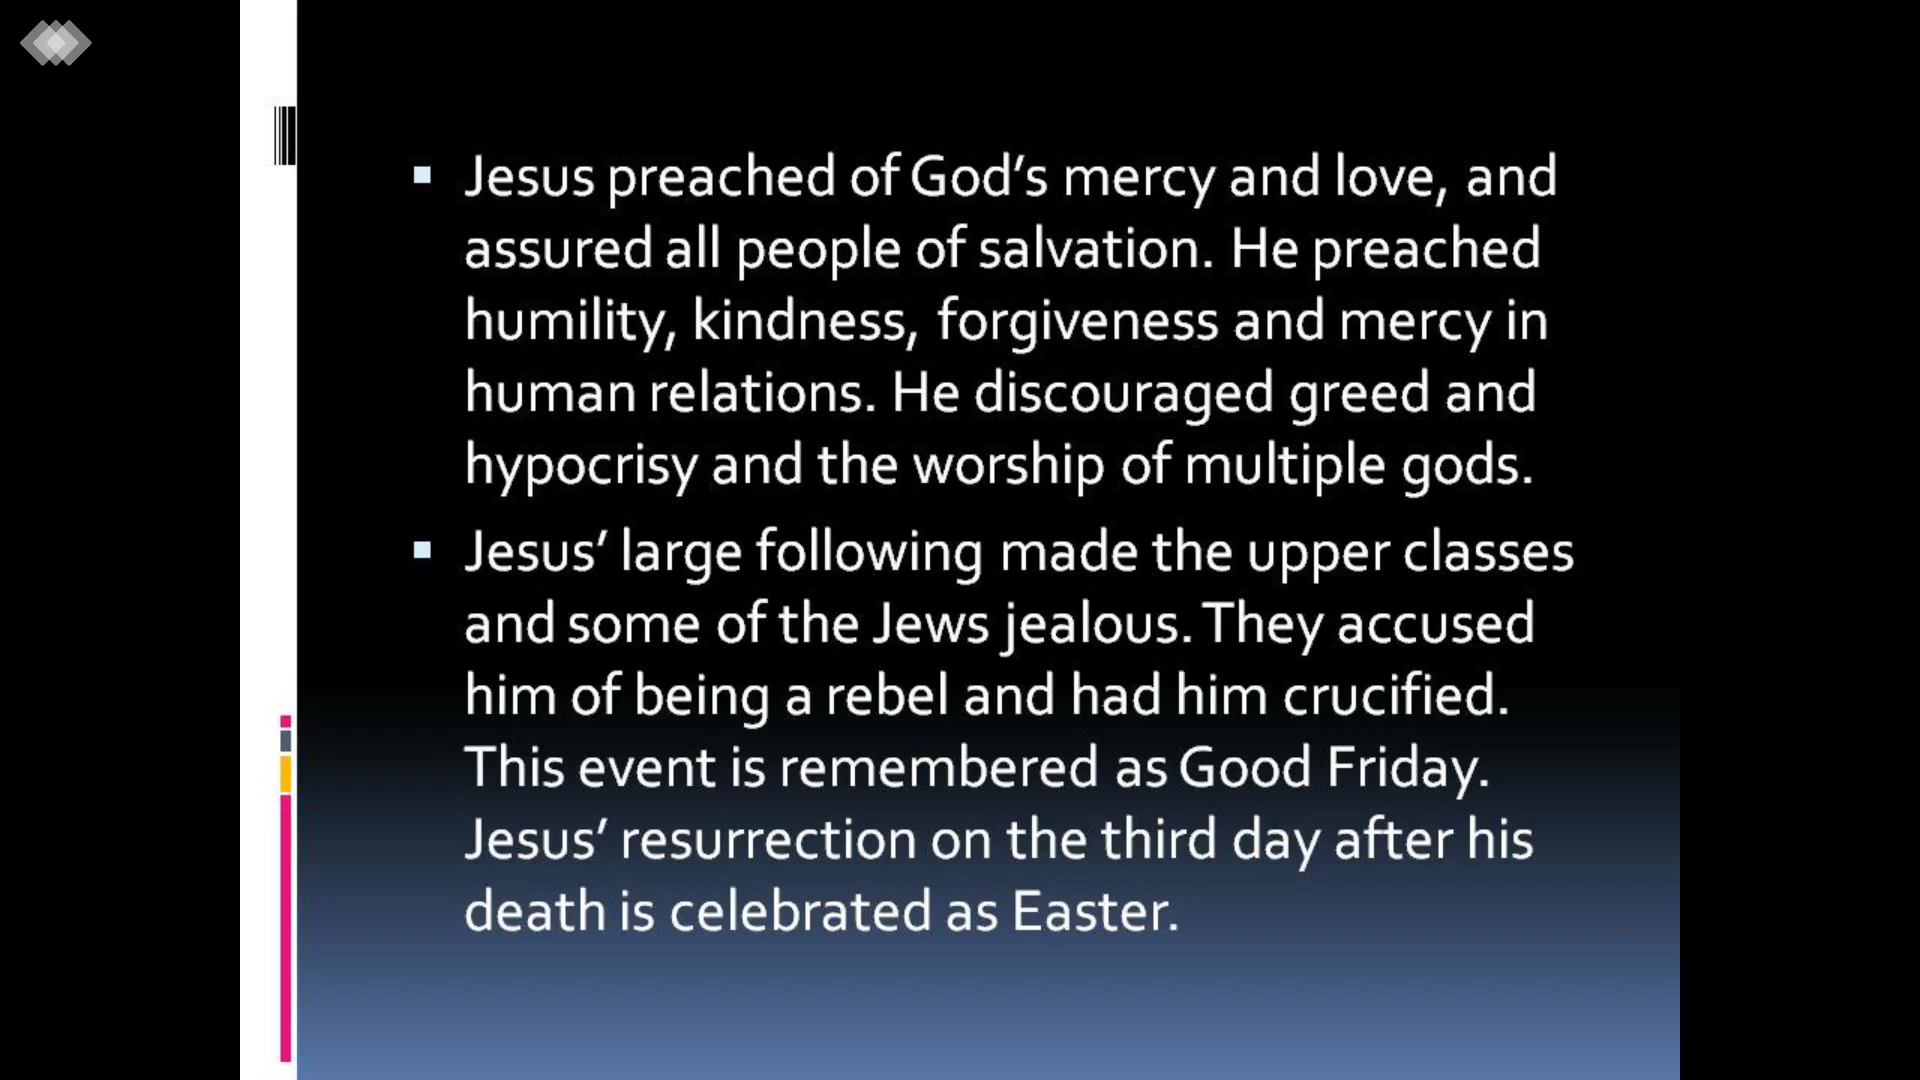 Jesus preached of God’s mercy and love, and
assured all people of salvation. He preached
humility, kindness, forgiveness and mercy in
human relations. He discouraged greed and
hypocrisy and the worship of multiple gods.
Jesus’ large following made the upper classes
and some of the Jews jealous. They accused
him of being a rebel and had him crucified.
This event is remembered as Good Friday.
Jesus’ resurrection on the third day after his
death is celebrated as Easter.